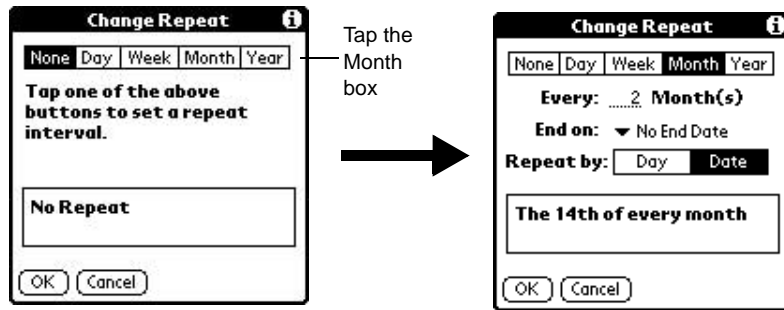 Change Repeat i
None Day Week Month Year
Tap one of the above
buttons to set a repeat
interval.
No Repeat
OK Cancel
Tap the
Month
box
Change Repeat i
None Day Week Month Year
Every: 2 Month(s)
End on: No End Date
Repeat by: Day Date
The 14th of every month
OK Cancel